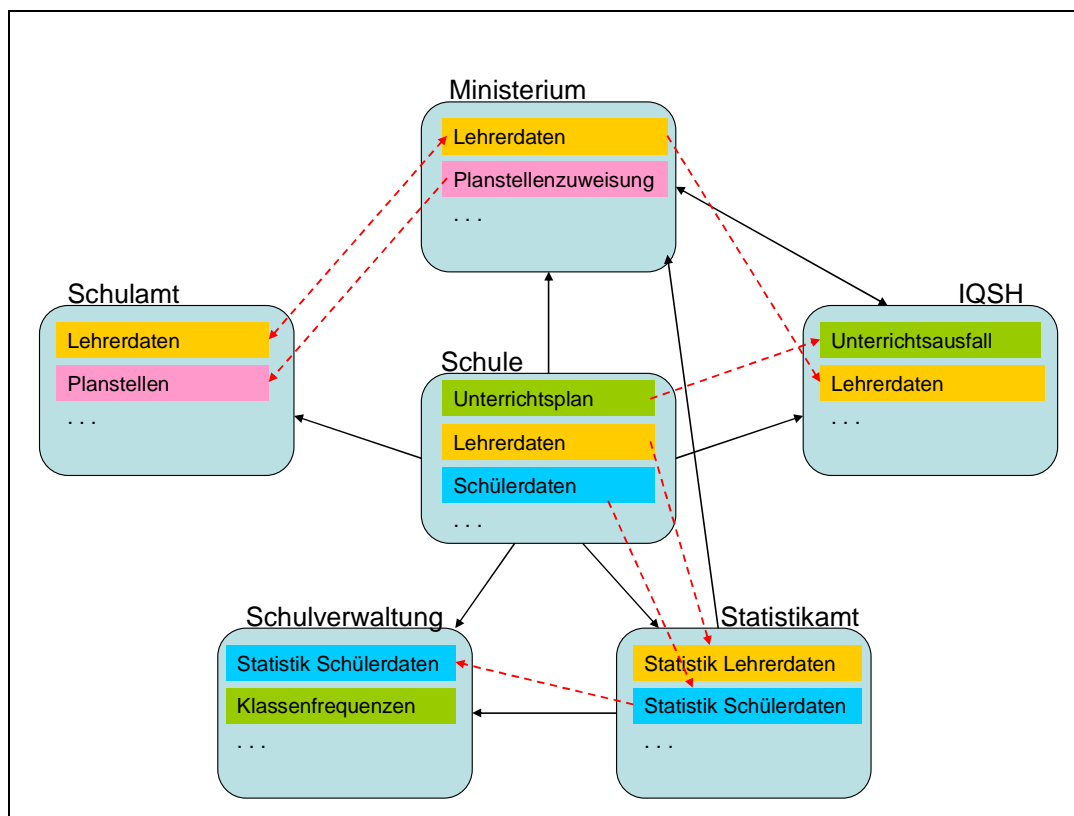 Ministerium
Lehrerdaten
Planstellenzuweisung
. . .
Schulamt
Lehrerdaten
Planstellen
. . .
IQSH
Unterrichtsausfall
Lehrerdaten
. . .
Schule
Unterrichtsplan
Lehrerdaten
Schülerdaten
. . .
Schulverwaltung
Statistik Schülerdaten
Klassenfrequenzen
. . .
Statistikamt
Statistik Lehrerdaten
Statistik Schülerdaten
. . .